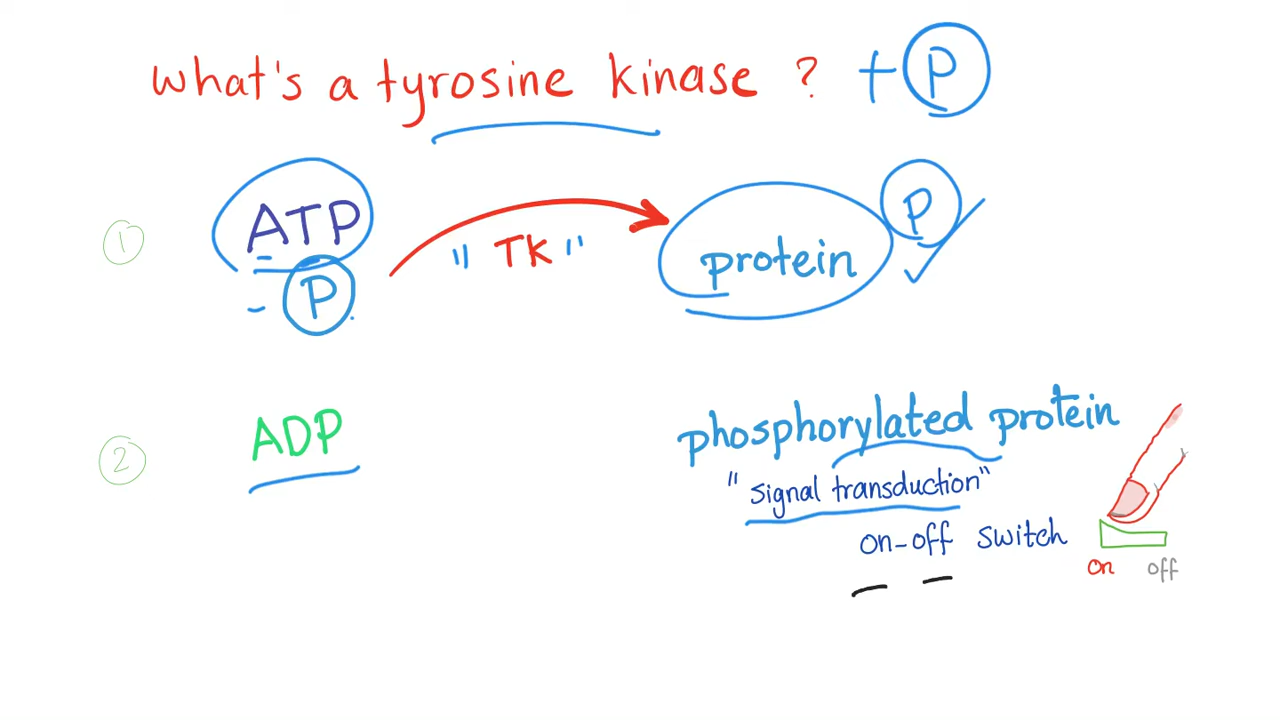 what's a tyrosine kinase ? + P
① ATP " TK " protein P
- P
② ADP phosphorylated protein
"signal transduction"
on-off switch
on off